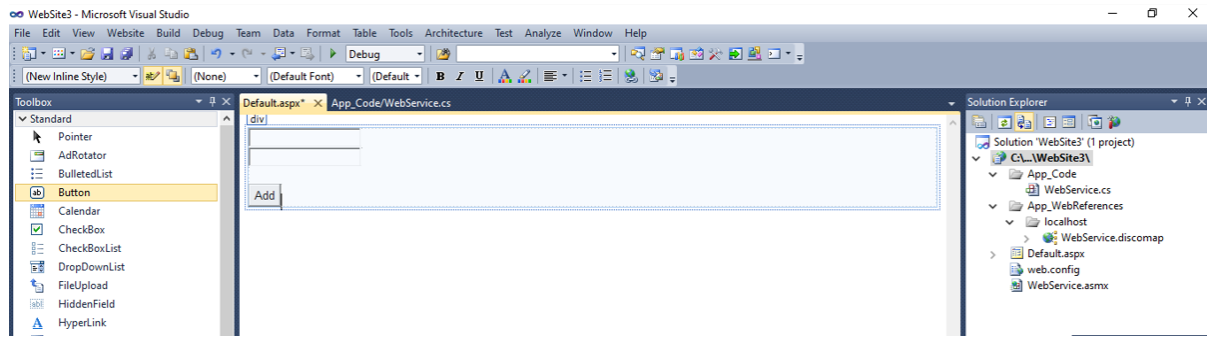 WebSite3 - Microsoft Visual Studio
File Edit View Website Build Debug Team Data Format Table Tools Architecture Test Analyze Window Help
Debug
(New Inline Style) (None) (Default Font) (Default B I U A
Toolbox
Standard
Pointer
AdRotator
BulletedList
ab Button
Calendar
CheckBox
CheckBoxList
DropDownList
FileUpload
abl HiddenField
A HyperLink
Default.apx* App_Code/WebService.cs
div
Add
Solution Explorer
Solution 'WebSite3' (1 project)
C:\...\WebSite3\
App_Code
WebService.cs
App_WebReferences
localhost
WebService.discomap
Default.aspx
web.config
WebService.asmx